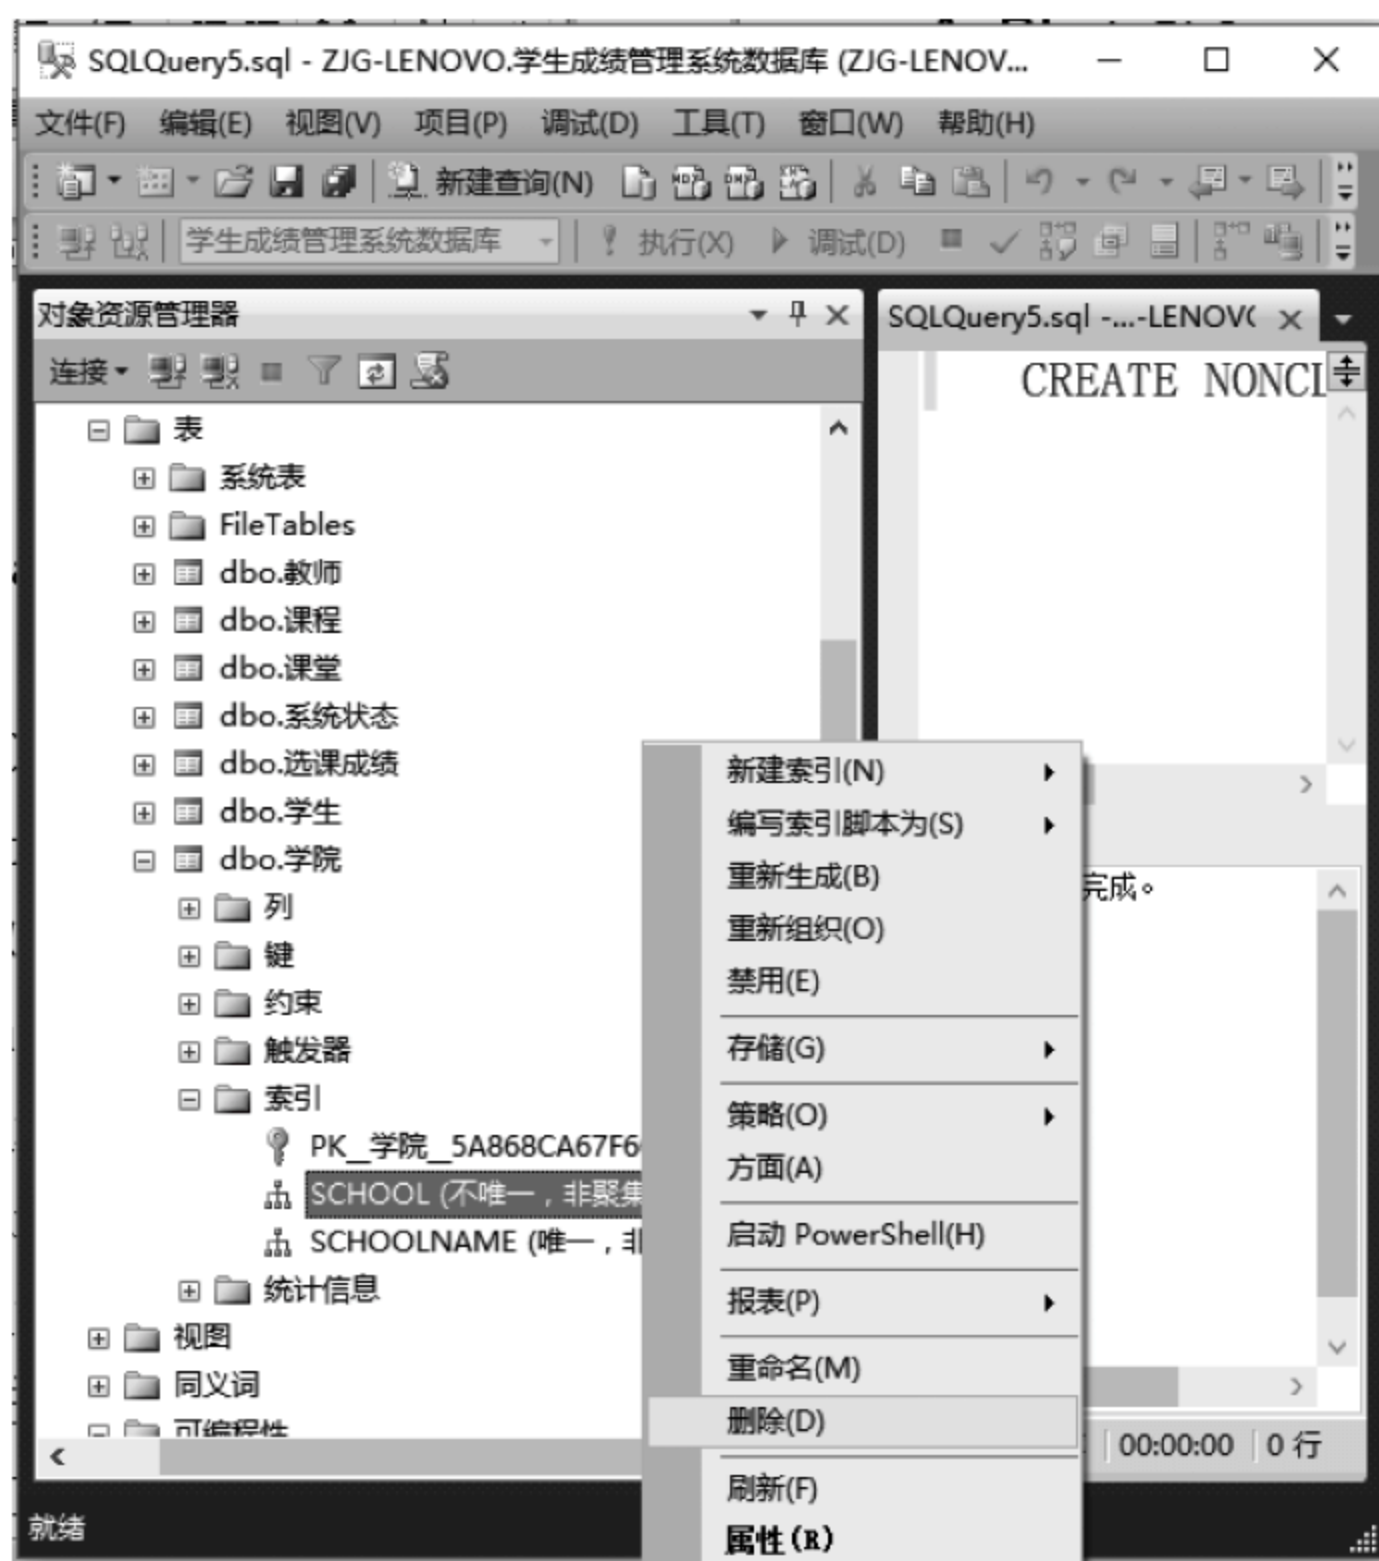 SQLQuery5.sql - ZJG-LENOVO.学生成绩管理系统数据库 (ZJG-LENOV...
文件(F) 编辑(E) 视图(V) 项目(P) 调试(D) 工具(T) 窗口(W) 帮助(H)
新建查询(N)
学生成绩管理系统数据库 执行(X) 调试(D)
对象资源管理器
SQLQuery5.sql -...-LENOV(
连接
CREATE NONCL
表
系统表
FileTables
dbo.教师
dbo.课程
dbo.课堂
dbo.系统状态
dbo.选课成绩
dbo.学生
dbo.学院
列
键
约束
触发器
索引
PK__学院__5A868CA67F6
SCHOOL (不唯一，非聚集
SCHOOLNAME (唯一，非
统计信息
视图
同义词
可编程性
新建索引(N)
编写索引脚本为(S)
重新生成(B)
重新组织(O)
禁用(E)
存储(G)
策略(O)
方面(A)
启动 PowerShell(H)
报表(P)
重命名(M)
删除(D)
刷新(F)
属性(R)
完成。
00:00:00 0 行
就绪